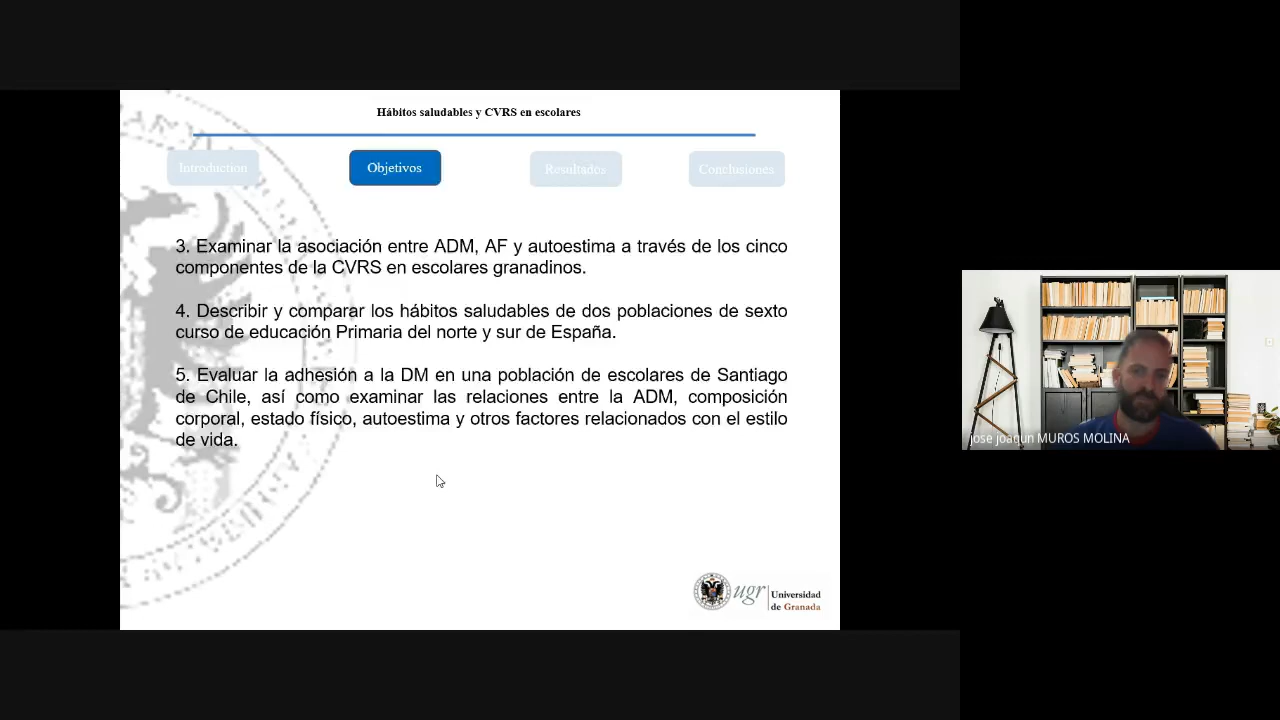 Hábitos saludables y CVRS en escolares
Introduction
Objetivos
Resultados
Conclusiones
3. Examinar la asociación entre ADM, AF y autoestima a través de los cinco
componentes de la CVRS en escolares granadinos.
4. Describir y comparar los hábitos saludables de dos poblaciones de sexto
curso de educación Primaria del norte y sur de España.
5. Evaluar la adhesión a la DM en una población de escolares de Santiago
de Chile, así como examinar las relaciones entre la ADM, composición
corporal, estado físico, autoestima y otros factores relacionados con el estilo
de vida.
ugr
Universidad
de Granada
jose joaqun MUROS MOLINA